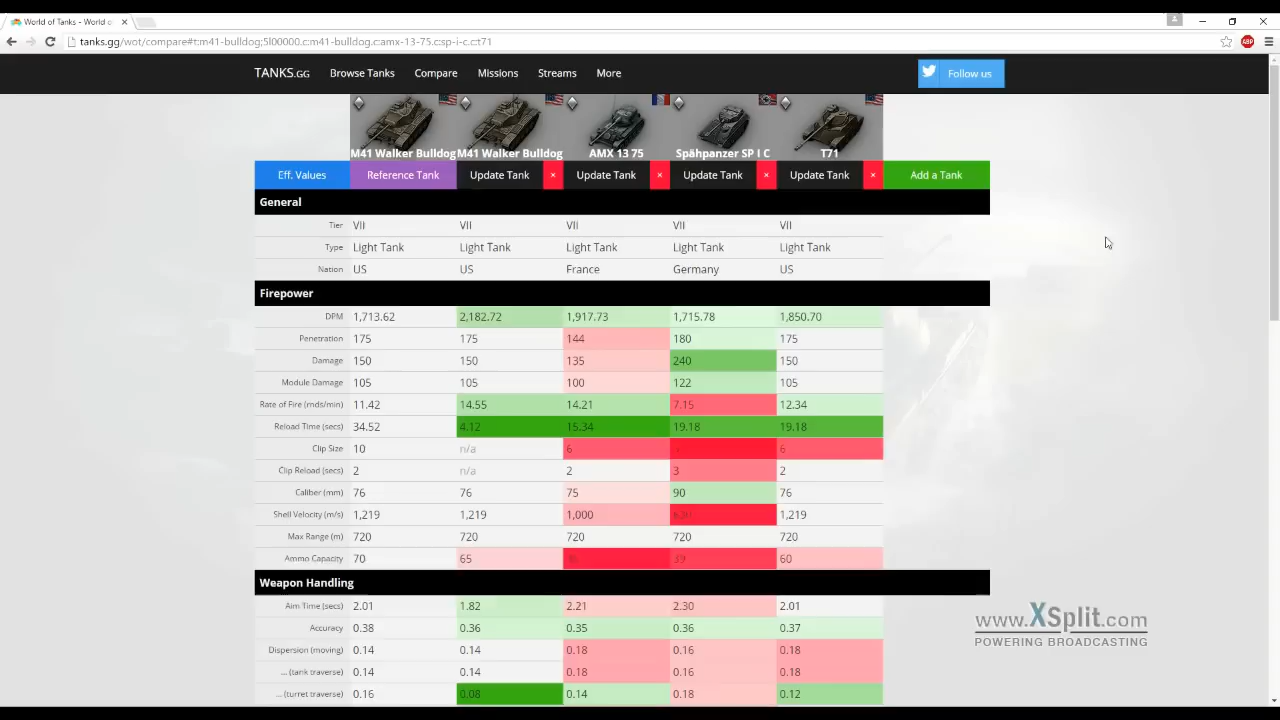 World of Tanks - World o
tanks.gg/wot/compare#t:m41-bulldog;5l00000.c:m41-bulldog.c:amx-13-75.c:sp-i-c.c:t71
ABP
TANKS.GG Browse Tanks Compare Missions Streams More Follow us
M41 Walker Bulldog M41 Walker Bulldog AMX 13 75 Spähpanzer SP I C T71
Eff. Values Reference Tank Update Tank × Update Tank × Update Tank × Update Tank × Add a Tank
General
Tier VII VII VII VII VII
Type Light Tank Light Tank Light Tank Light Tank Light Tank
Nation US US France Germany US
Firepower
DPM 1,713.62 2,182.72 1,917.73 1,715.78 1,850.70
Penetration 175 175 144 180 175
Damage 150 150 135 240 150
Module Damage 105 105 100 122 105
Rate of Fire (rnds/min) 11.42 14.55 14.21 7.15 12.34
Reload Time (secs) 34.52 4.12 15.34 19.18 19.18
Clip Size 10 n/a 6 6
Clip Reload (secs) 2 n/a 2 3 2
Caliber (mm) 76 76 75 90 76
Shell Velocity (m/s) 1,219 1,219 1,000 1,219
Max Range (m) 720 720 720 720 720
Ammo Capacity 70 65 39 60
Weapon Handling
Aim Time (secs) 2.01 1.82 2.21 2.30 2.01
Accuracy 0.38 0.36 0.35 0.36 0.37
Dispersion (moving) 0.14 0.14 0.18 0.16 0.18
... (tank traverse) 0.14 0.14 0.18 0.16 0.18
... (turret traverse) 0.16 0.08 0.14 0.18 0.12
www.XSplit.com
POWERING BROADCASTING